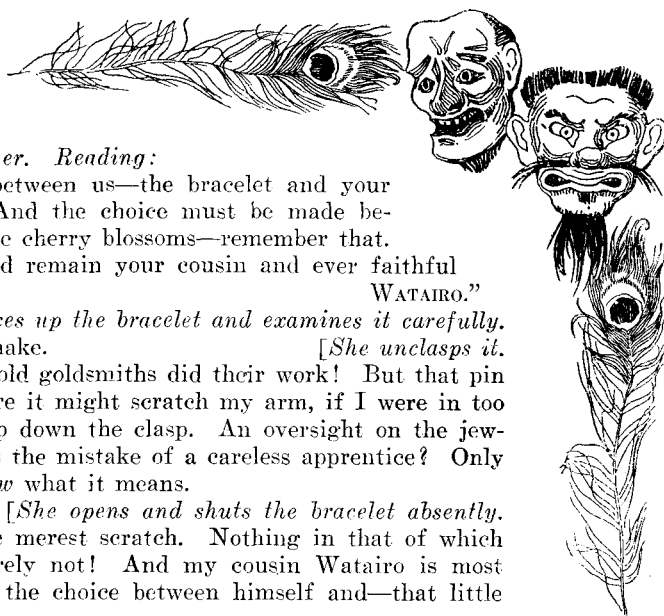 er. Reading:
between us—the bracelet and your
And the choice must be made be-
e cherry blossoms—remember that.
d remain your cousin and ever faithful
WATAIRO.”
es up the bracelet and examines it carefully.
nake. [She unclasps it.
old goldsmiths did their work! But that pin
re it might scratch my arm, if I were in too
p down the clasp. An oversight on the jew-
the mistake of a careless apprentice? Only
w what it means.
[She opens and shuts the bracelet absently.
e merest scratch. Nothing in that of which
rely not! And my cousin Watairo is most
the choice between himself and—that little